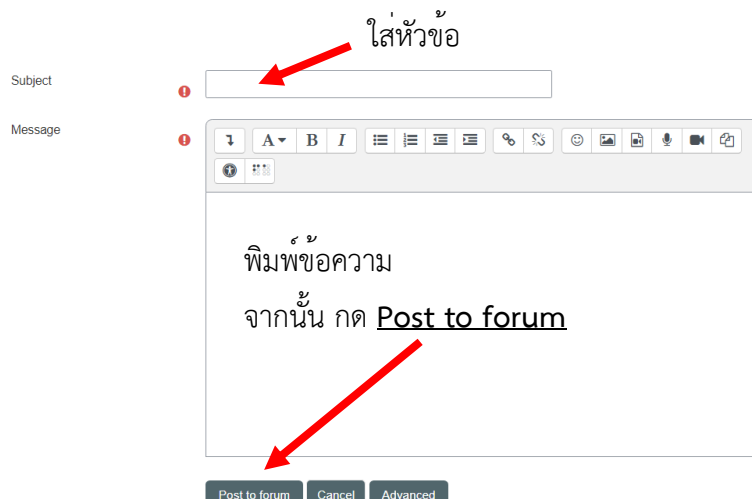 ใส่หัวข้อ
Subject
Message
A B I
พิมพ์ข้อความ
จากนั้น กด Post to forum
Post to forum Cancel Advanced